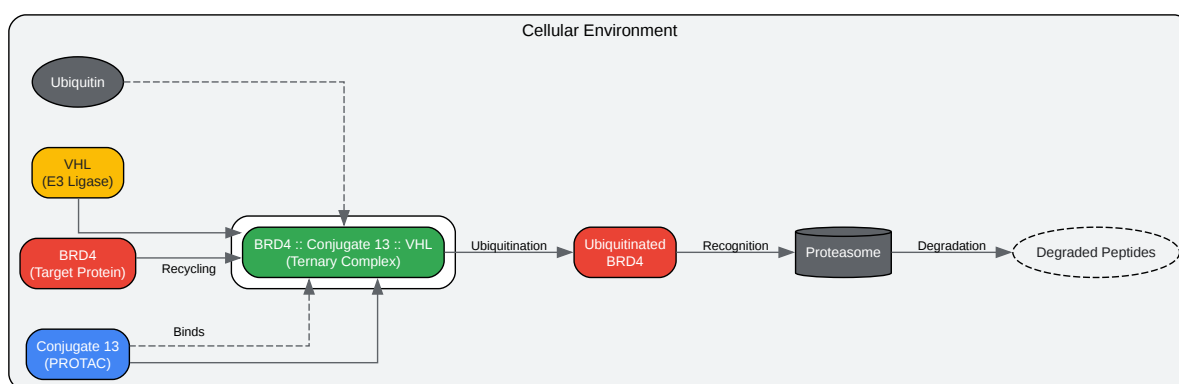 Cellular Environment
Ubiquitin
VHL
(E3 Ligase)
BRD4
(Target Protein)
Recycling
Conjugate 13
(PROTAC)
Binds
BRD4 :: Conjugate 13 :: VHL
(Ternary Complex)
Ubiquitination
Ubiquitinated
BRD4
Recognition
Proteasome
Degradation
Degraded Peptides